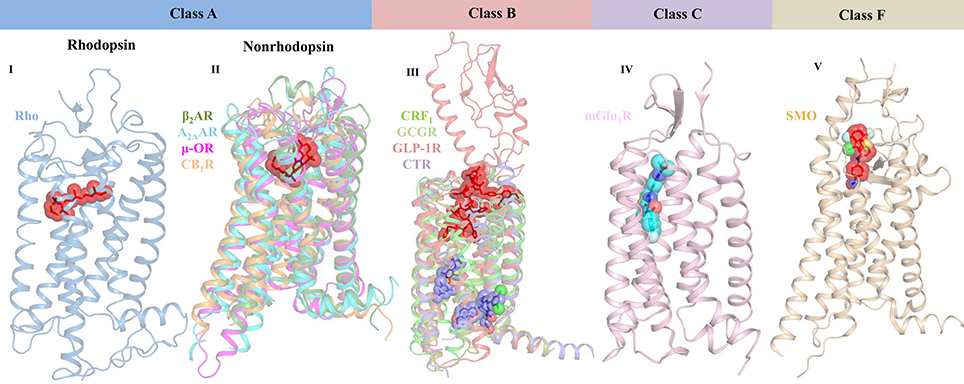 Class A
Class B
Class C
Class F
Rhodopsin
Nonrhodopsin
I
II
III
IV
V
Rho
β₂AR
A₂ₐAR
μ-OR
CB₁R
CRF₁
GCGR
GLP-1R
CTR
mGlu₁R
SMO